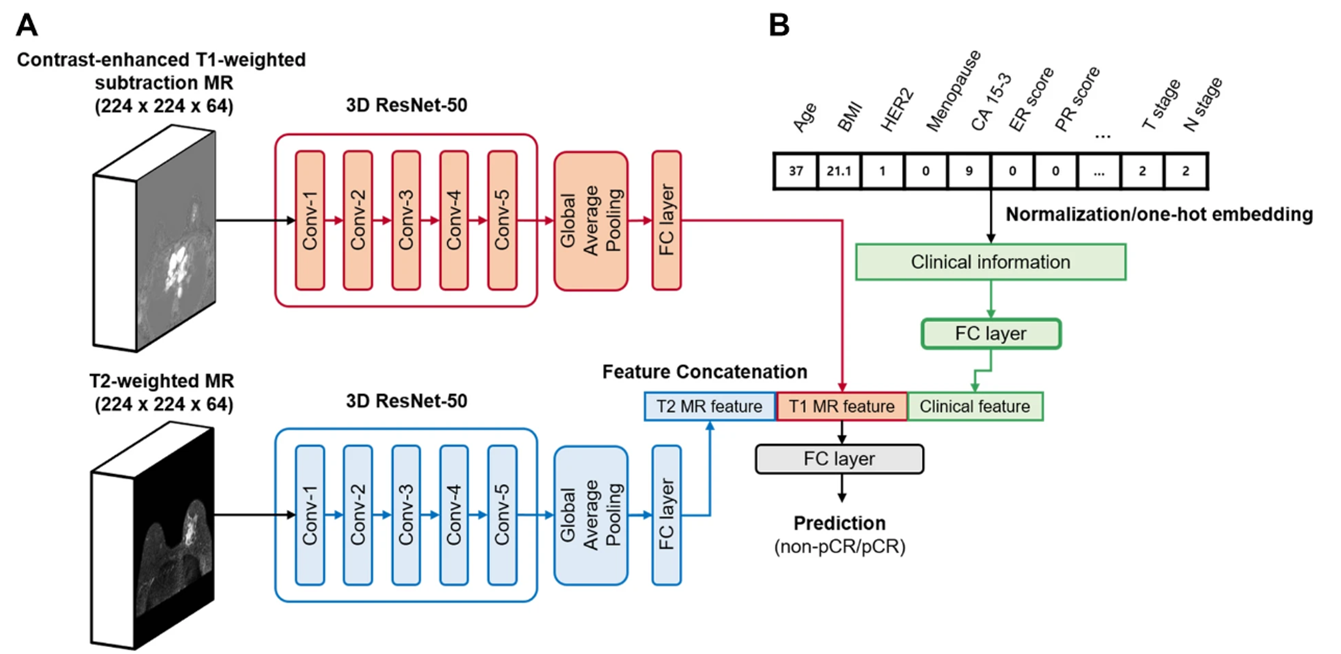 A
Contrast-enhanced T1-weighted
subtraction MR
(224 x 224 x 64)
3D ResNet-50
Conv-1
Conv-2
Conv-3
Conv-4
Conv-5
Global
Average
Pooling
FC layer
T2-weighted MR
(224 x 224 x 64)
3D ResNet-50
Conv-1
Conv-2
Conv-3
Conv-4
Conv-5
Global
Average
Pooling
FC layer
B
Age
BMI
HER2
Menopause
CA 15-3
ER score
PR score
...
T stage
N stage
37 21.1 1 0 9 0 0 ... 2 2
Normalization/one-hot embedding
Clinical information
FC layer
Feature Concatenation
T2 MR feature T1 MR feature Clinical feature
FC layer
Prediction
(non-pCR/pCR)